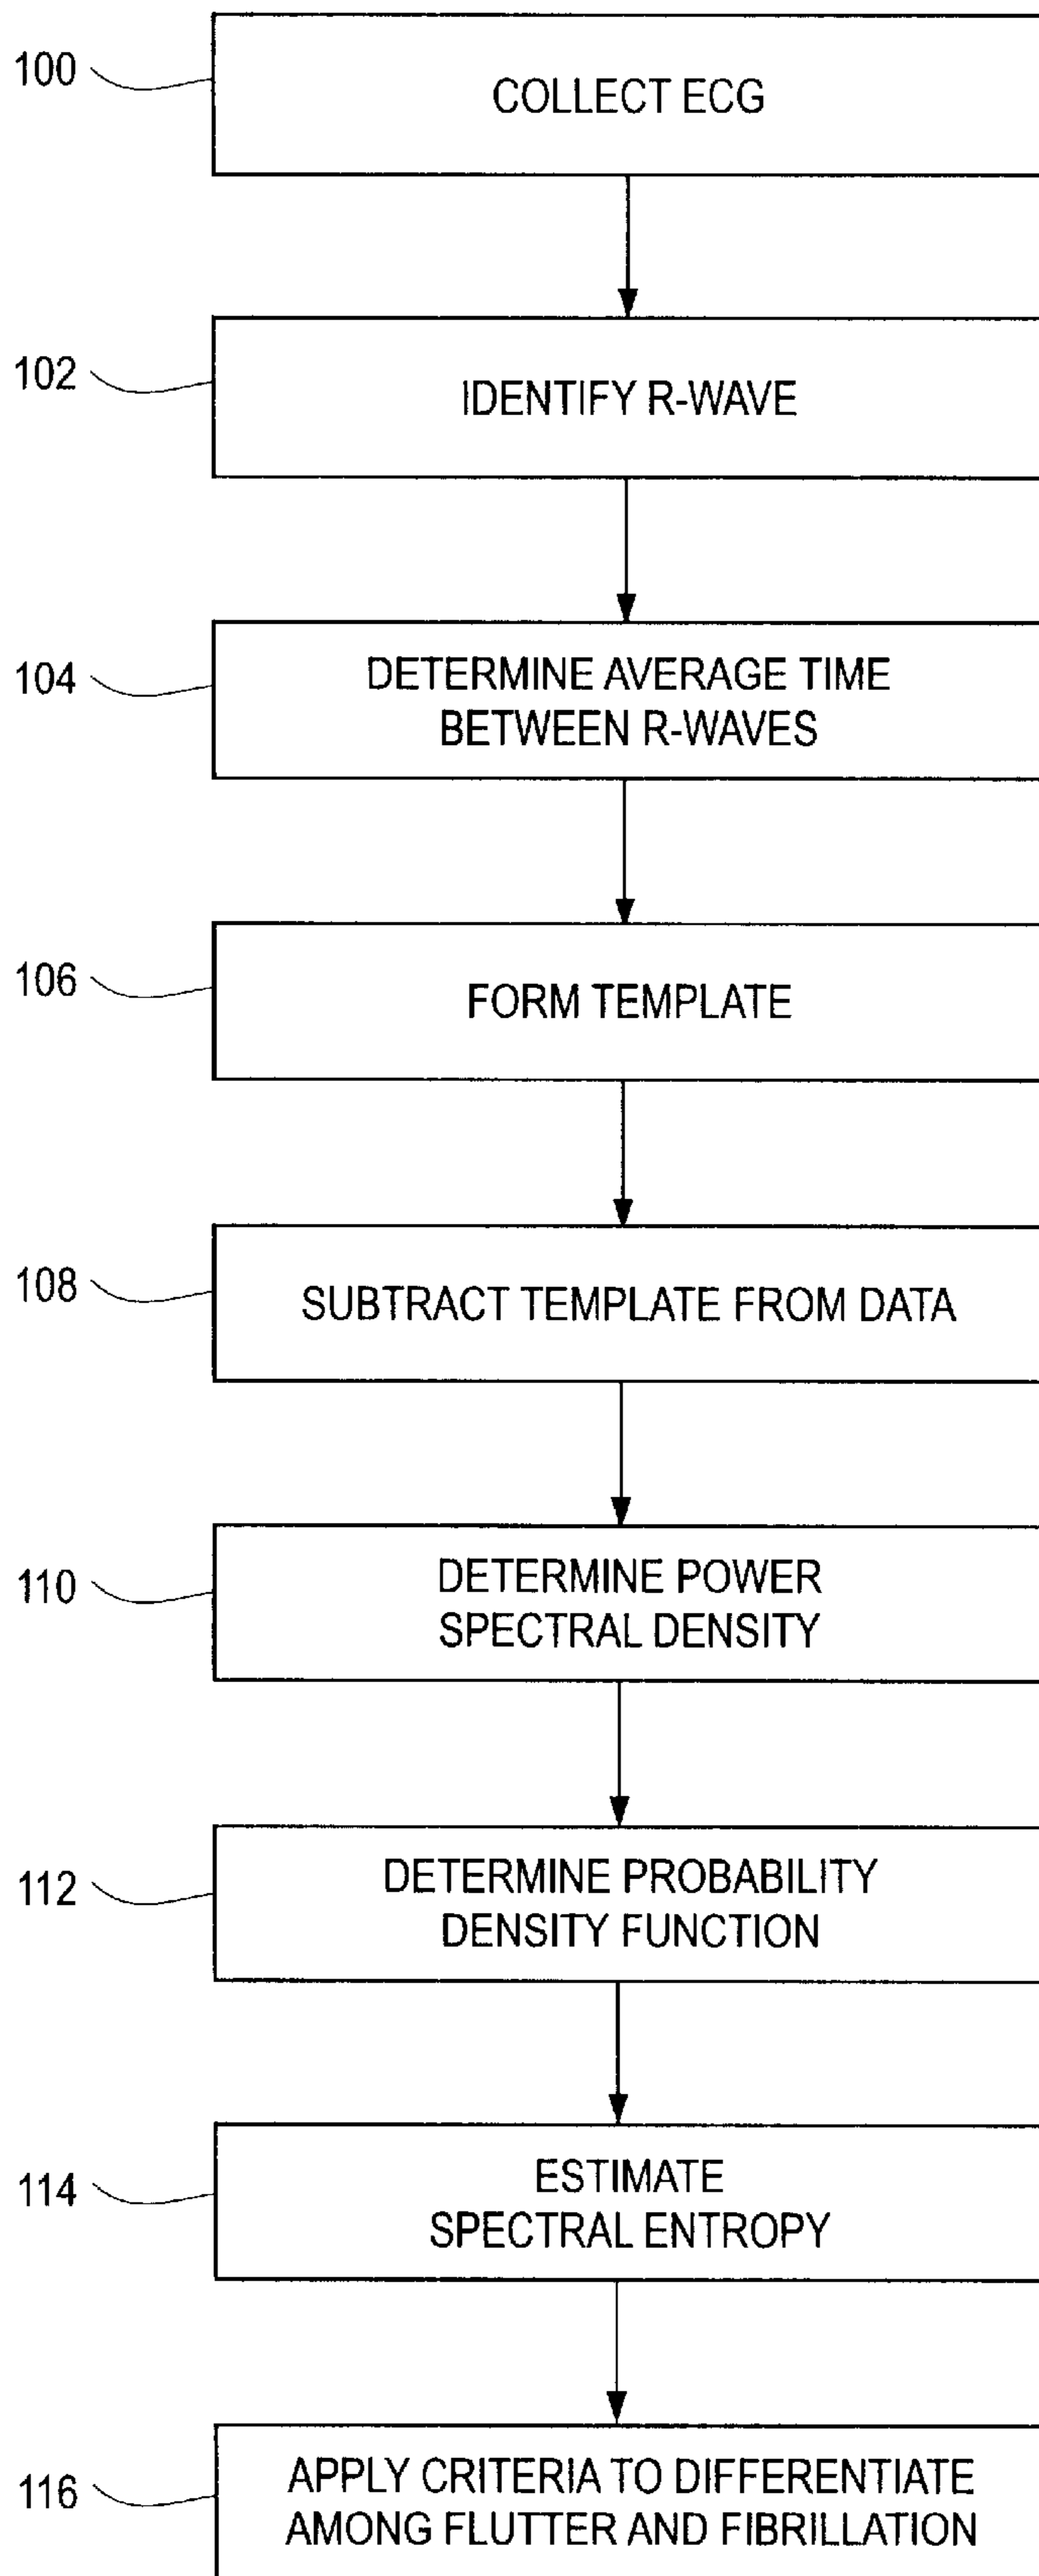 100
COLLECT ECG
102
IDENTIFY R-WAVE
104
DETERMINE AVERAGE TIME
BETWEEN R-WAVES
106
FORM TEMPLATE
108
SUBTRACT TEMPLATE FROM DATA
110
DETERMINE POWER
SPECTRAL DENSITY
112
DETERMINE PROBABILITY
DENSITY FUNCTION
114
ESTIMATE
SPECTRAL ENTROPY
116
APPLY CRITERIA TO DIFFERENTIATE
AMONG FLUTTER AND FIBRILLATION